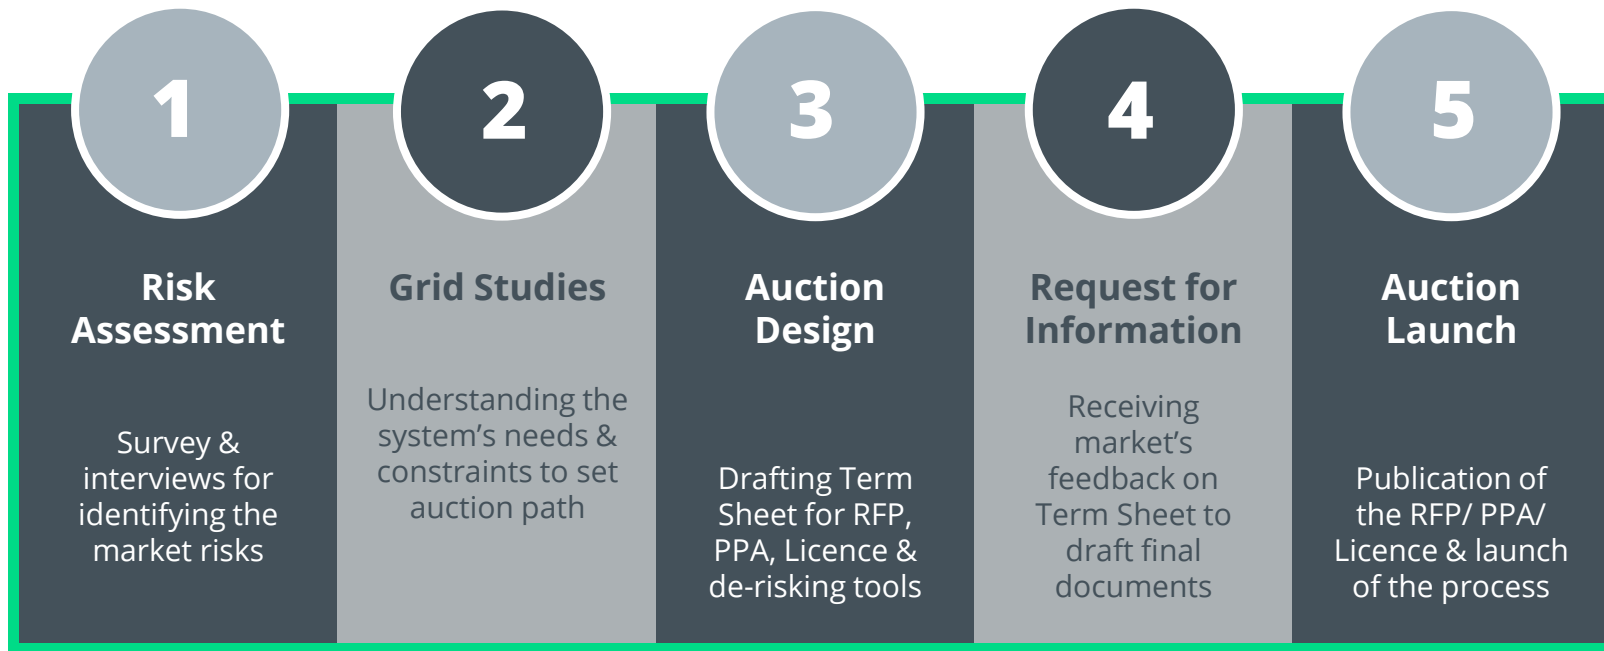 1
Risk
Assessment
Survey &
interviews for
identifying the
market risks
2
Grid Studies
Understanding the
system’s needs &
constraints to set
auction path
3
Auction
Design
Drafting Term
Sheet for RFP,
PPA, Licence &
de-risking tools
4
Request for
Information
Receiving
market’s
feedback on
Term Sheet to
draft final
documents
5
Auction
Launch
Publication of
the RFP/ PPA/
Licence & launch
of the process